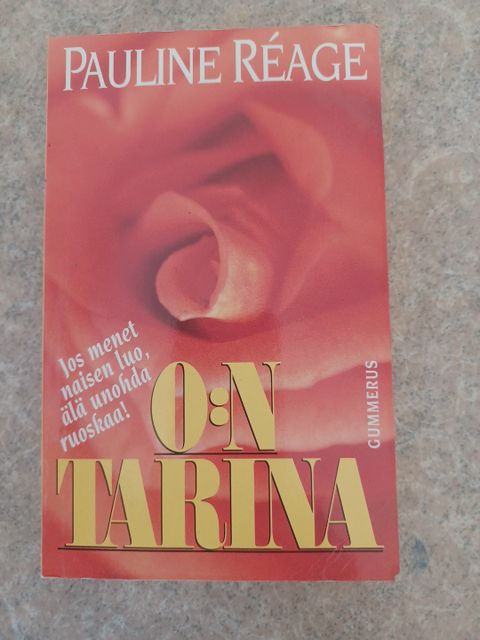 PAULINE RÉAGE
Jos menet
naisen luo,
älä unohda
ruoskaa!
O:N
TARINA
GUMMERUS